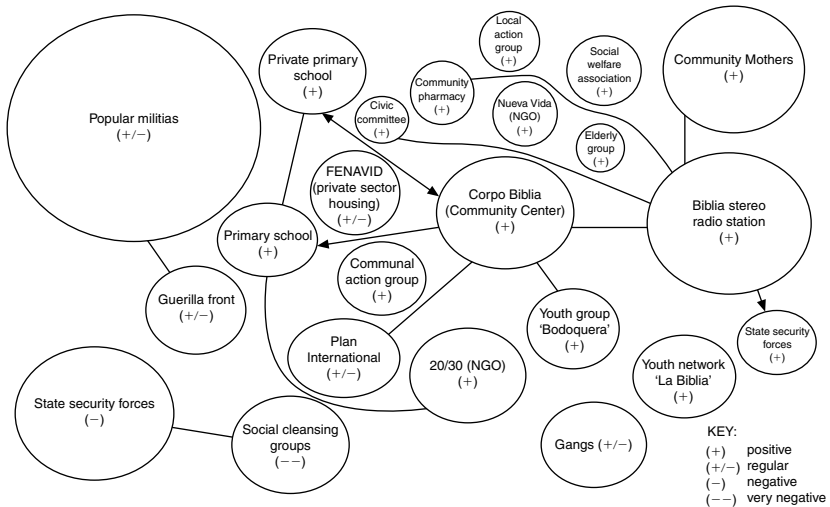 Local
action
group
(+)
Private primary
school
(+)
Social
welfare
association
(+)
Community Mothers
(+)
Community
pharmacy
(+)
Popular militias
(+/−)
Civic
committee
(+)
Nueva Vida
(NGO)
(+)
Elderly
group
(+)
FENAVID
(private sector
housing)
(+/−)
Corpo Biblia
(Community Center)
(+)
Biblia stereo
radio station
(+)
Primary school
(+)
Communal
action group
(+)
Guerilla front
(+/−)
Youth group
'Bodoquera'
(+)
State security
forces
(+)
Plan
International
(+/−)
20/30 (NGO)
(+)
Youth network
'La Biblia'
(+)
State security forces
(−)
Social cleansing
groups
(−−)
Gangs (+/−)
KEY:
(+) positive
(+/−) regular
(−) negative
(−−) very negative